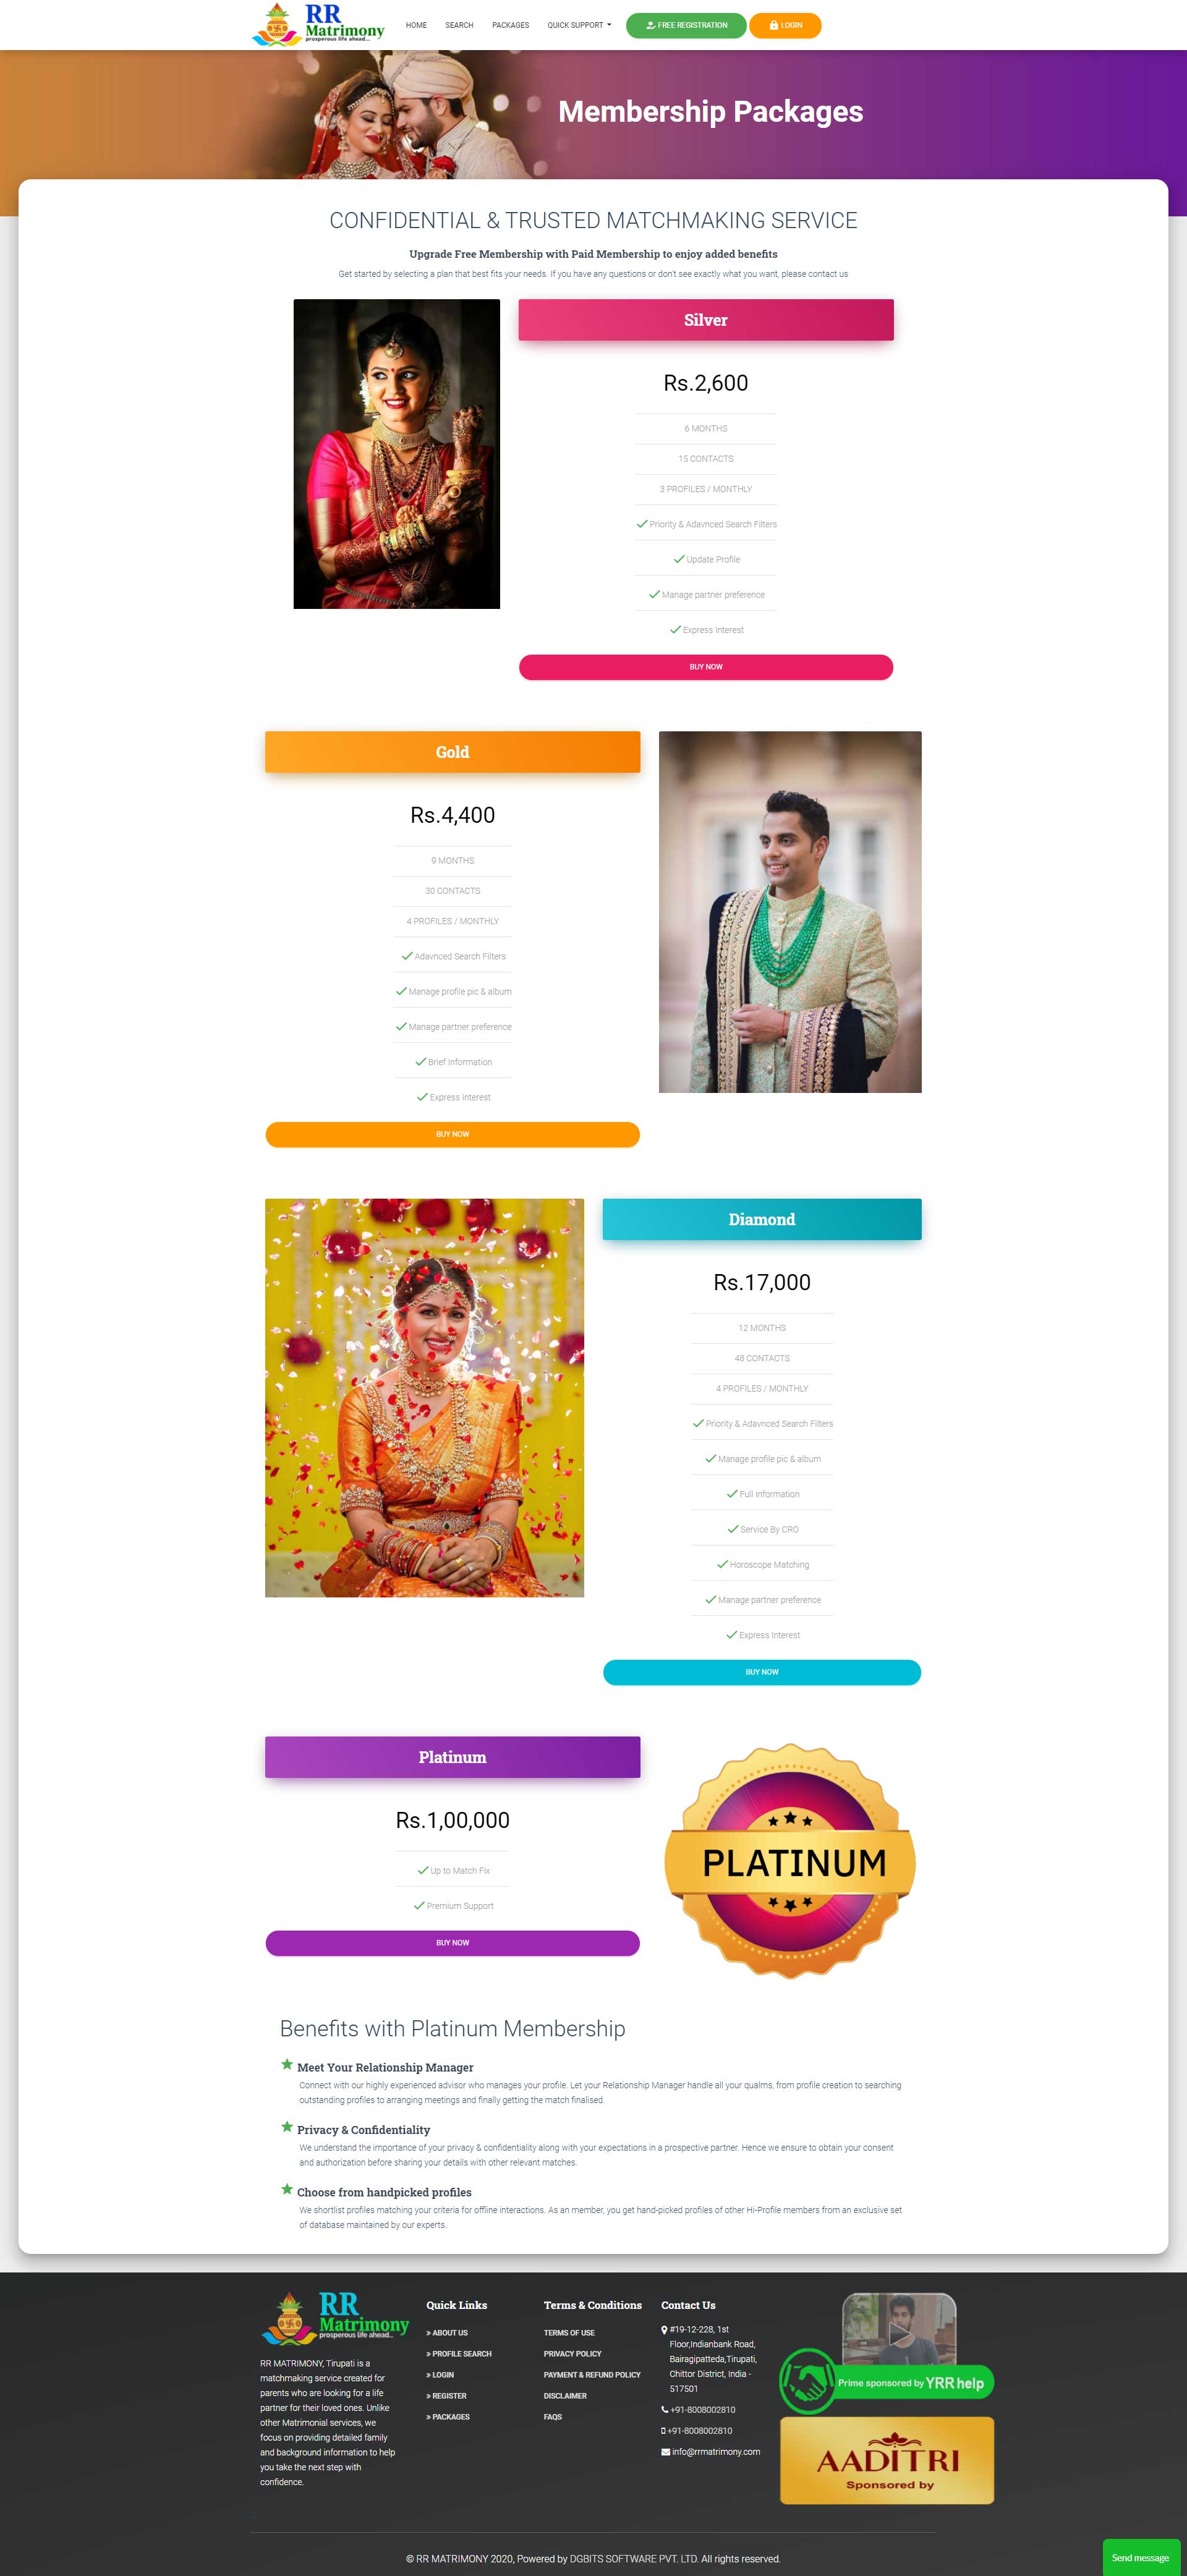 RR
Matrimony
prosperous life ahead...
HOME
SEARCH
PACKAGES
QUICK SUPPORT
FREE REGISTRATION
LOGIN
Membership Packages
CONFIDENTIAL & TRUSTED MATCHMAKING SERVICE
Upgrade Free Membership with Paid Membership to enjoy added benefits
Get started by selecting a plan that best fits your needs. If you have any questions or don't see exactly what you want, please contact us
Silver
Rs.2,600
6 MONTHS
15 CONTACTS
3 PROFILES / MONTHLY
Priority & Adavnced Search Filters
Update Profile
Manage partner preference
Express Interest
BUY NOW
Gold
Rs.4,400
9 MONTHS
30 CONTACTS
4 PROFILES / MONTHLY
Adavnced Search Filters
Manage profile pic & album
Manage partner preference
Brief Information
Express Interest
BUY NOW
Diamond
Rs.17,000
12 MONTHS
48 CONTACTS
4 PROFILES / MONTHLY
Priority & Adavnced Search Filters
Manage profile pic & album
Full Information
Service By CRO
Horoscope Matching
Manage partner preference
Express Interest
BUY NOW
Platinum
Rs.1,00,000
Up to Match Fix
Premium Support
BUY NOW
PLATINUM
Benefits with Platinum Membership
Meet Your Relationship Manager
Connect with our highly experienced advisor who manages your profile. Let your Relationship Manager handle all your qualms, from profile creation to searching
outstanding profiles to arranging meetings and finally getting the match finalised.
Privacy & Confidentiality
We understand the importance of your privacy & confidentiality along with your expectations in a prospective partner. Hence we ensure to obtain your consent
and authorization before sharing your details with other relevant matches.
Choose from handpicked profiles
We shortlist profiles matching your criteria for offline interactions. As an member, you get hand-picked profiles of other Hi-Profile members from an exclusive set
of database maintained by our experts.
RR
Matrimony
prosperous life ahead...
RR MATRIMONY, Tirupati is a
matchmaking service created for
parents who are looking for a life
partner for their loved ones. Unlike
other Matrimonial services, we
focus on providing detailed family
and background information to help
you take the next step with
confidence.
Quick Links
» ABOUT US
» PROFILE SEARCH
» LOGIN
» REGISTER
» PACKAGES
Terms & Conditions
TERMS OF USE
PRIVACY POLICY
PAYMENT & REFUND POLICY
DISCLAIMER
FAQS
Contact Us
#19-12-228, 1st
Floor,Indianbank Road,
Bairagipatteda,Tirupati,
Chittor District, India -
517501
+91-8008002810
+91-8008002810
info@rrmatrimony.com
Prime sponsored by YRR help
AADITRI
Sponsored by
© RR MATRIMONY 2020, Powered by DGBITS SOFTWARE PVT. LTD. All rights reserved.
Send message